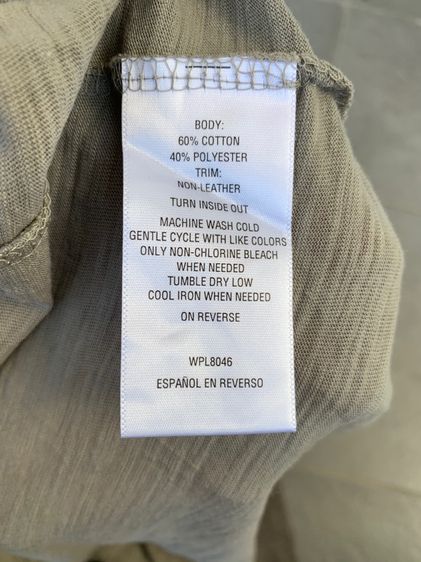 BODY:
60% COTTON
40% POLYESTER
TRIM:
NON-LEATHER
TURN INSIDE OUT
MACHINE WASH COLD
GENTLE CYCLE WITH LIKE COLORS
ONLY NON-CHLORINE BLEACH
WHEN NEEDED
TUMBLE DRY LOW
COOL IRON WHEN NEEDED
ON REVERSE
WPL8046
ESPAÑOL EN REVERSO